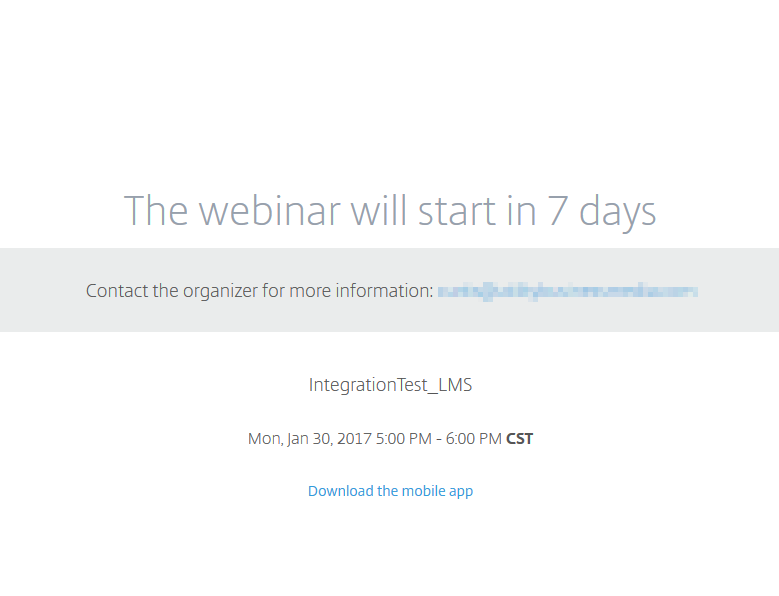 The webinar will start in 7 days
Contact the organizer for more information:
IntegrationTest_LMS
Mon, Jan 30, 2017 5:00 PM - 6:00 PM CST
Download the mobile app